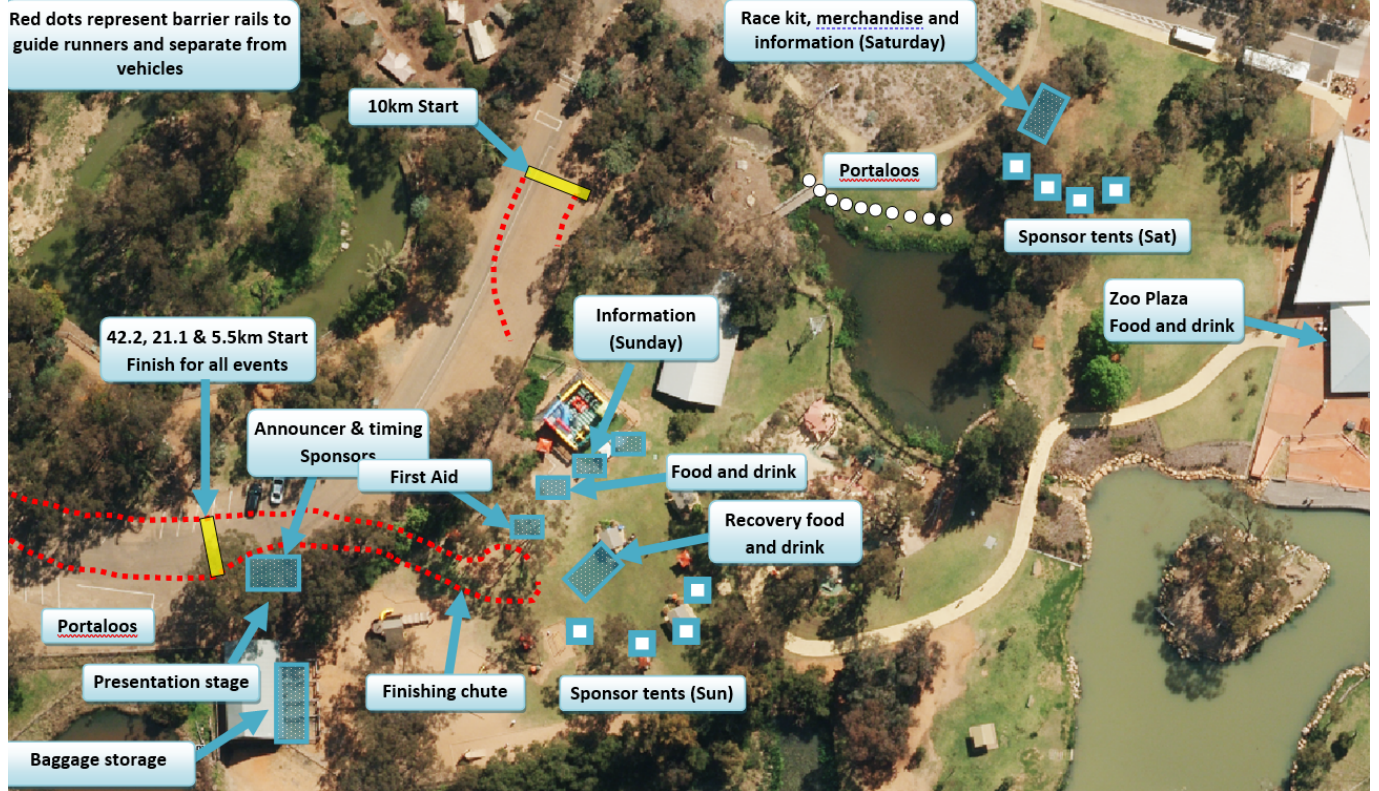 Red dots represent barrier rails to
guide runners and separate from
vehicles
Race kit, merchandise and
information (Saturday)
10km Start
Portaloos
Sponsor tents (Sat)
Zoo Plaza
Food and drink
Information
(Sunday)
42.2, 21.1 & 5.5km Start
Finish for all events
Announcer & timing
Sponsors
First Aid
Food and drink
Recovery food
and drink
Portaloos
Presentation stage
Finishing chute
Sponsor tents (Sun)
Baggage storage